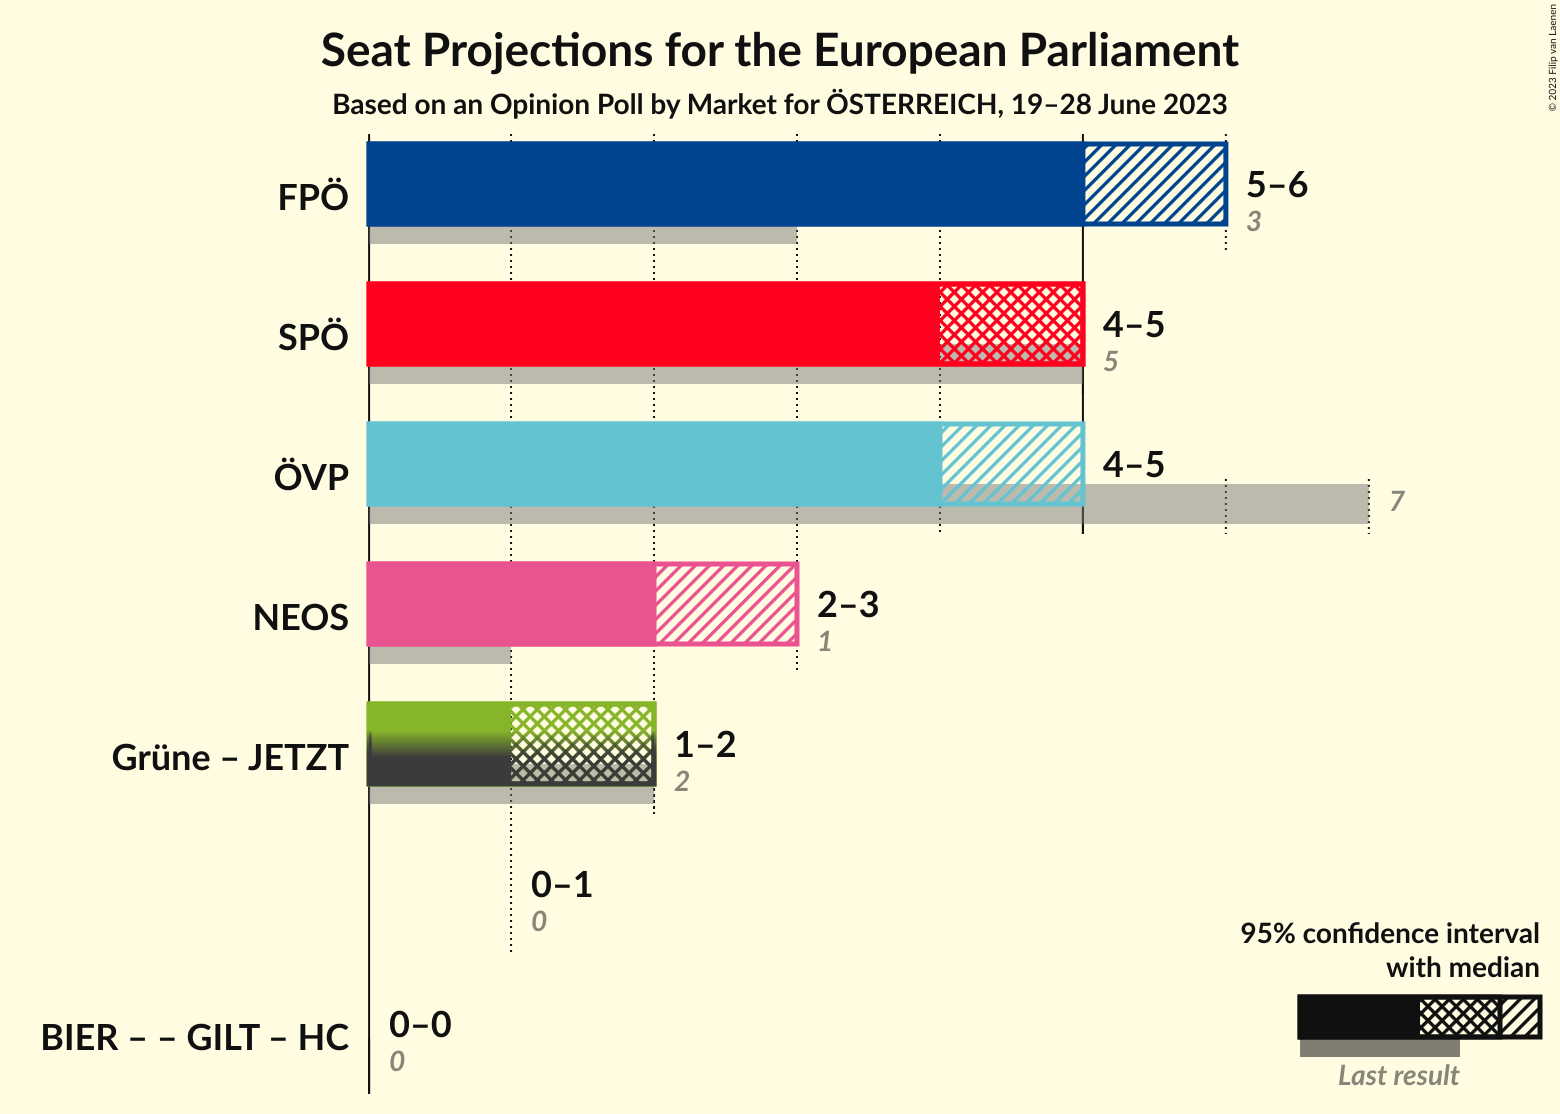 Seat Projections for the European Parliament
Based on an Opinion Poll by Market for ÖSTERREICH, 19–28 June 2023
© 2023 Filip van Laenen
FPÖ
5–6
3
SPÖ
4–5
5
ÖVP
4–5
7
NEOS
2–3
1
Grüne – JETZT
1–2
2
0–1
0
BIER – – GILT – HC
0–0
0
95% confidence interval
with median
Last result